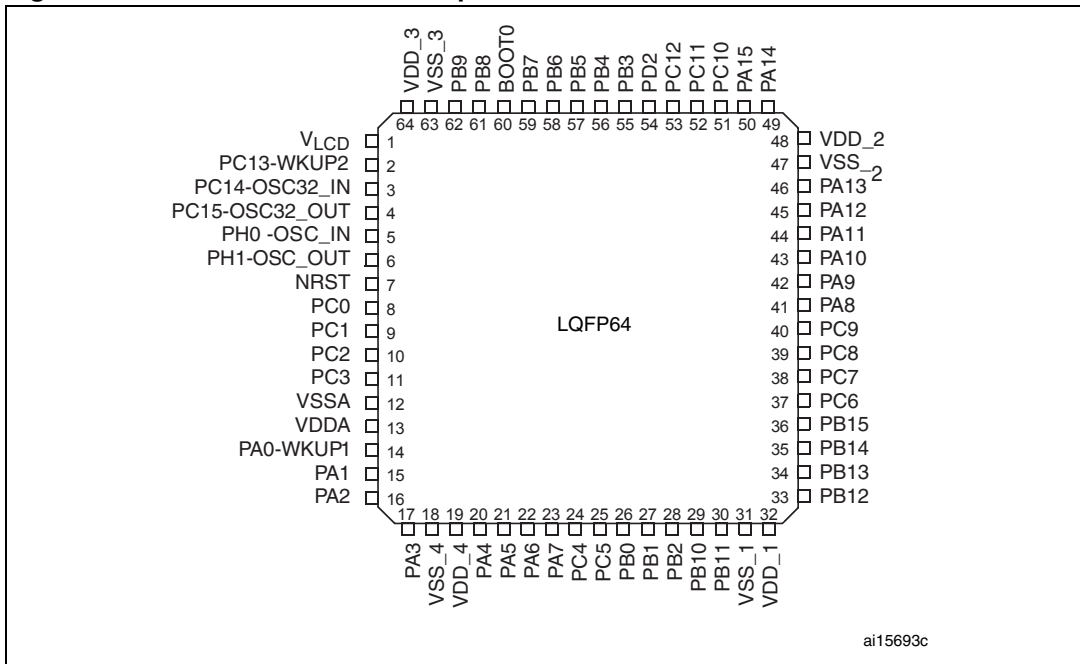 VDD_3
VSS_3
PB9
PB8
BOOT0
PB7
PB6
PB5
PB4
PB3
PD2
PC12
PC11
PC10
PA15
PA14
64 63 62 61 60 59 58 57 56 55 54 53 52 51 50 49
VLCD 1
PC13-WKUP2 2
PC14-OSC32_IN 3
PC15-OSC32_OUT 4
PH0 -OSC_IN 5
PH1-OSC_OUT 6
NRST 7
PC0 8
PC1 9
PC2 10
PC3 11
VSSA 12
VDDA 13
PA0-WKUP1 14
PA1 15
PA2 16
LQFP64
48 VDD_2
47 VSS_2
46 PA13
45 PA12
44 PA11
43 PA10
42 PA9
41 PA8
40 PC9
39 PC8
38 PC7
37 PC6
36 PB15
35 PB14
34 PB13
33 PB12
17 18 19 20 21 22 23 24 25 26 27 28 29 30 31 32
PA3
VSS_4
VDD_4
PA4
PA5
PA6
PA7
PC4
PC5
PB0
PB1
PB2
PB10
PB11
VSS_1
VDD_1
ai15693c